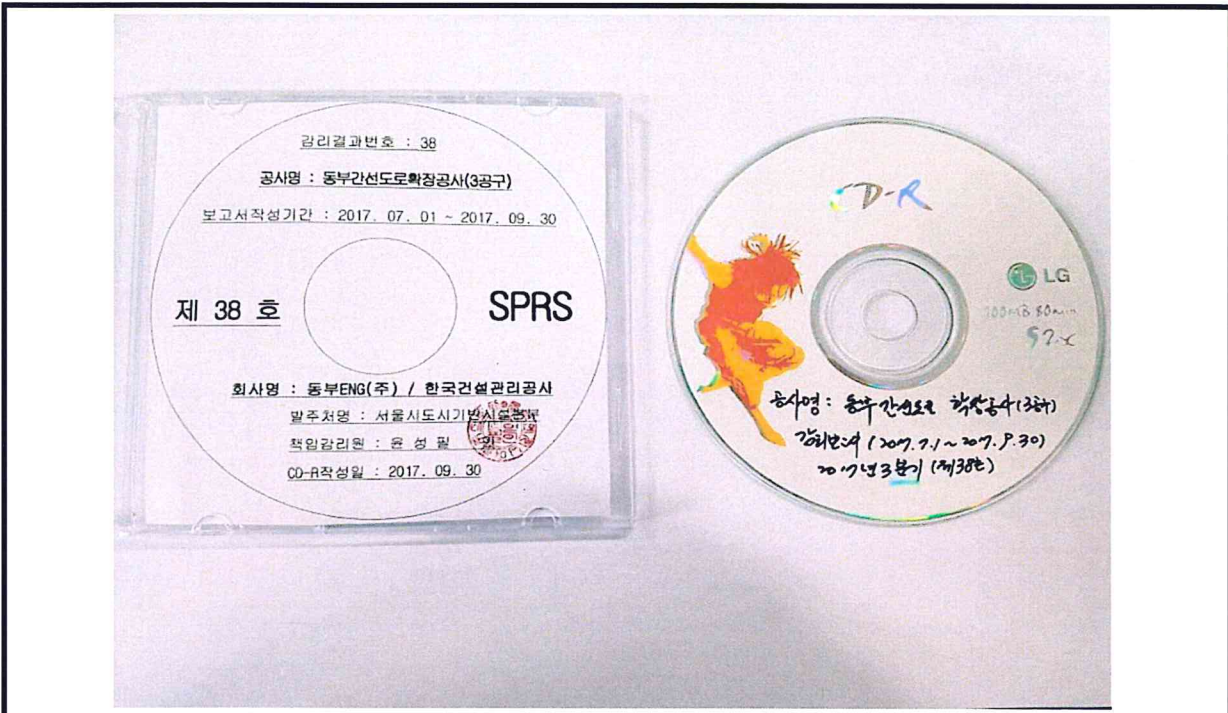 감리결과번호 : 38
공사명 : 동부간선도로확장공사(3공구)
보고서작성기간 : 2017. 07. 01 ~ 2017. 09. 30
제 38 호
SPRS
회사명 : 동부ENG(주) / 한국건설관리공사
발주처명 : 서울시도시기반시설본부
책임감리원 : 윤 성 필
CD-R작성일 : 2017. 09. 30
CD-R
LG
700MB 80min
52x
공사명 : 동부간선도로 확장공사(3공구)
감리보고서 (2017.7.1~2017.9.30)
2017년 3분기 (제38호)